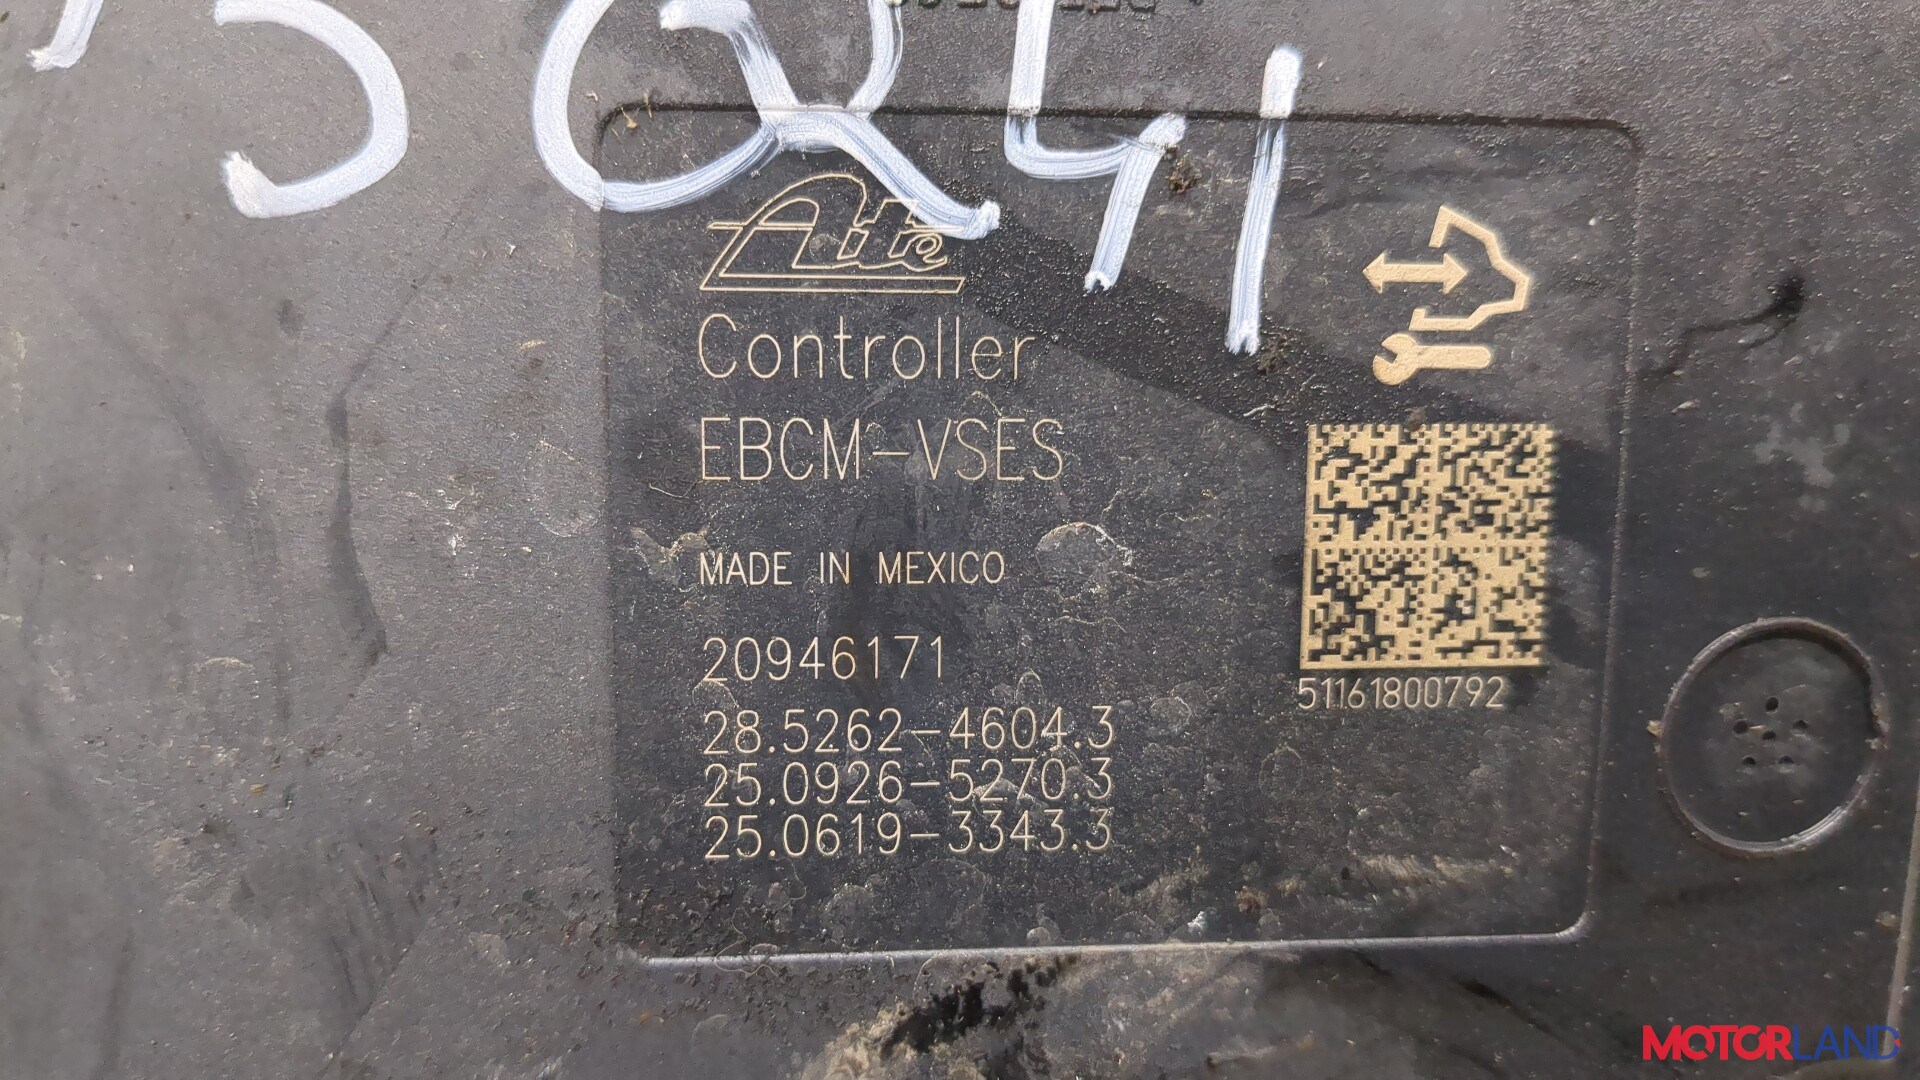 Ate
Controller
EBCM-VSES
MADE IN MEXICO
20946171
28.5262-4604.3
25.0926-5270.3
25.0619-3343.3
51161800792
MOTORLAND